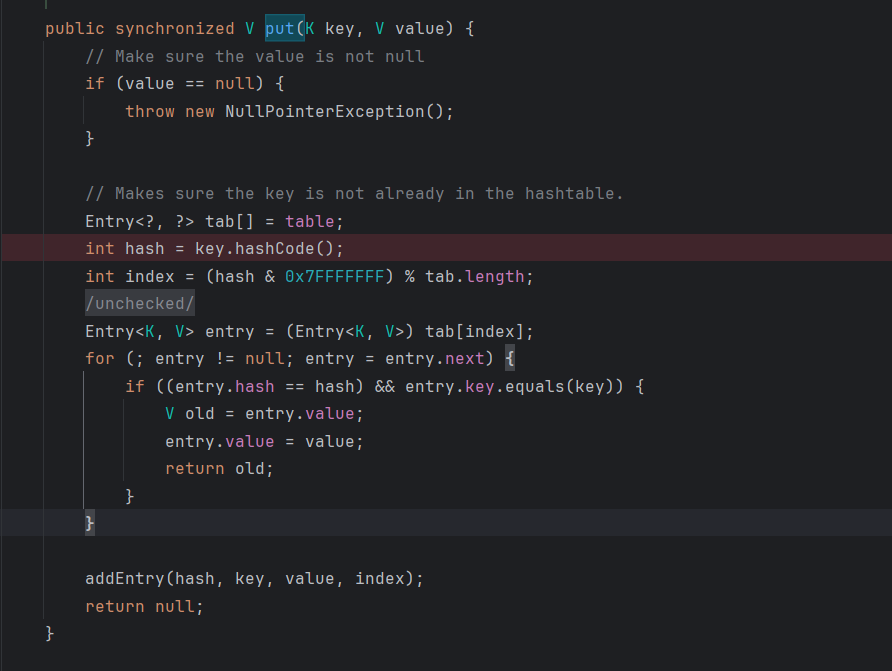 public synchronized V put(K key, V value) {
    // Make sure the value is not null
    if (value == null) {
        throw new NullPointerException();
    }

    // Makes sure the key is not already in the hashtable.
    Entry<?, ?> tab[] = table;
    int hash = key.hashCode();
    int index = (hash & 0x7FFFFFFF) % tab.length;
    /unchecked/
    Entry<K, V> entry = (Entry<K, V>) tab[index];
    for (; entry != null; entry = entry.next) {
        if ((entry.hash == hash) && entry.key.equals(key)) {
            V old = entry.value;
            entry.value = value;
            return old;
        }
    }

    addEntry(hash, key, value, index);
    return null;
}